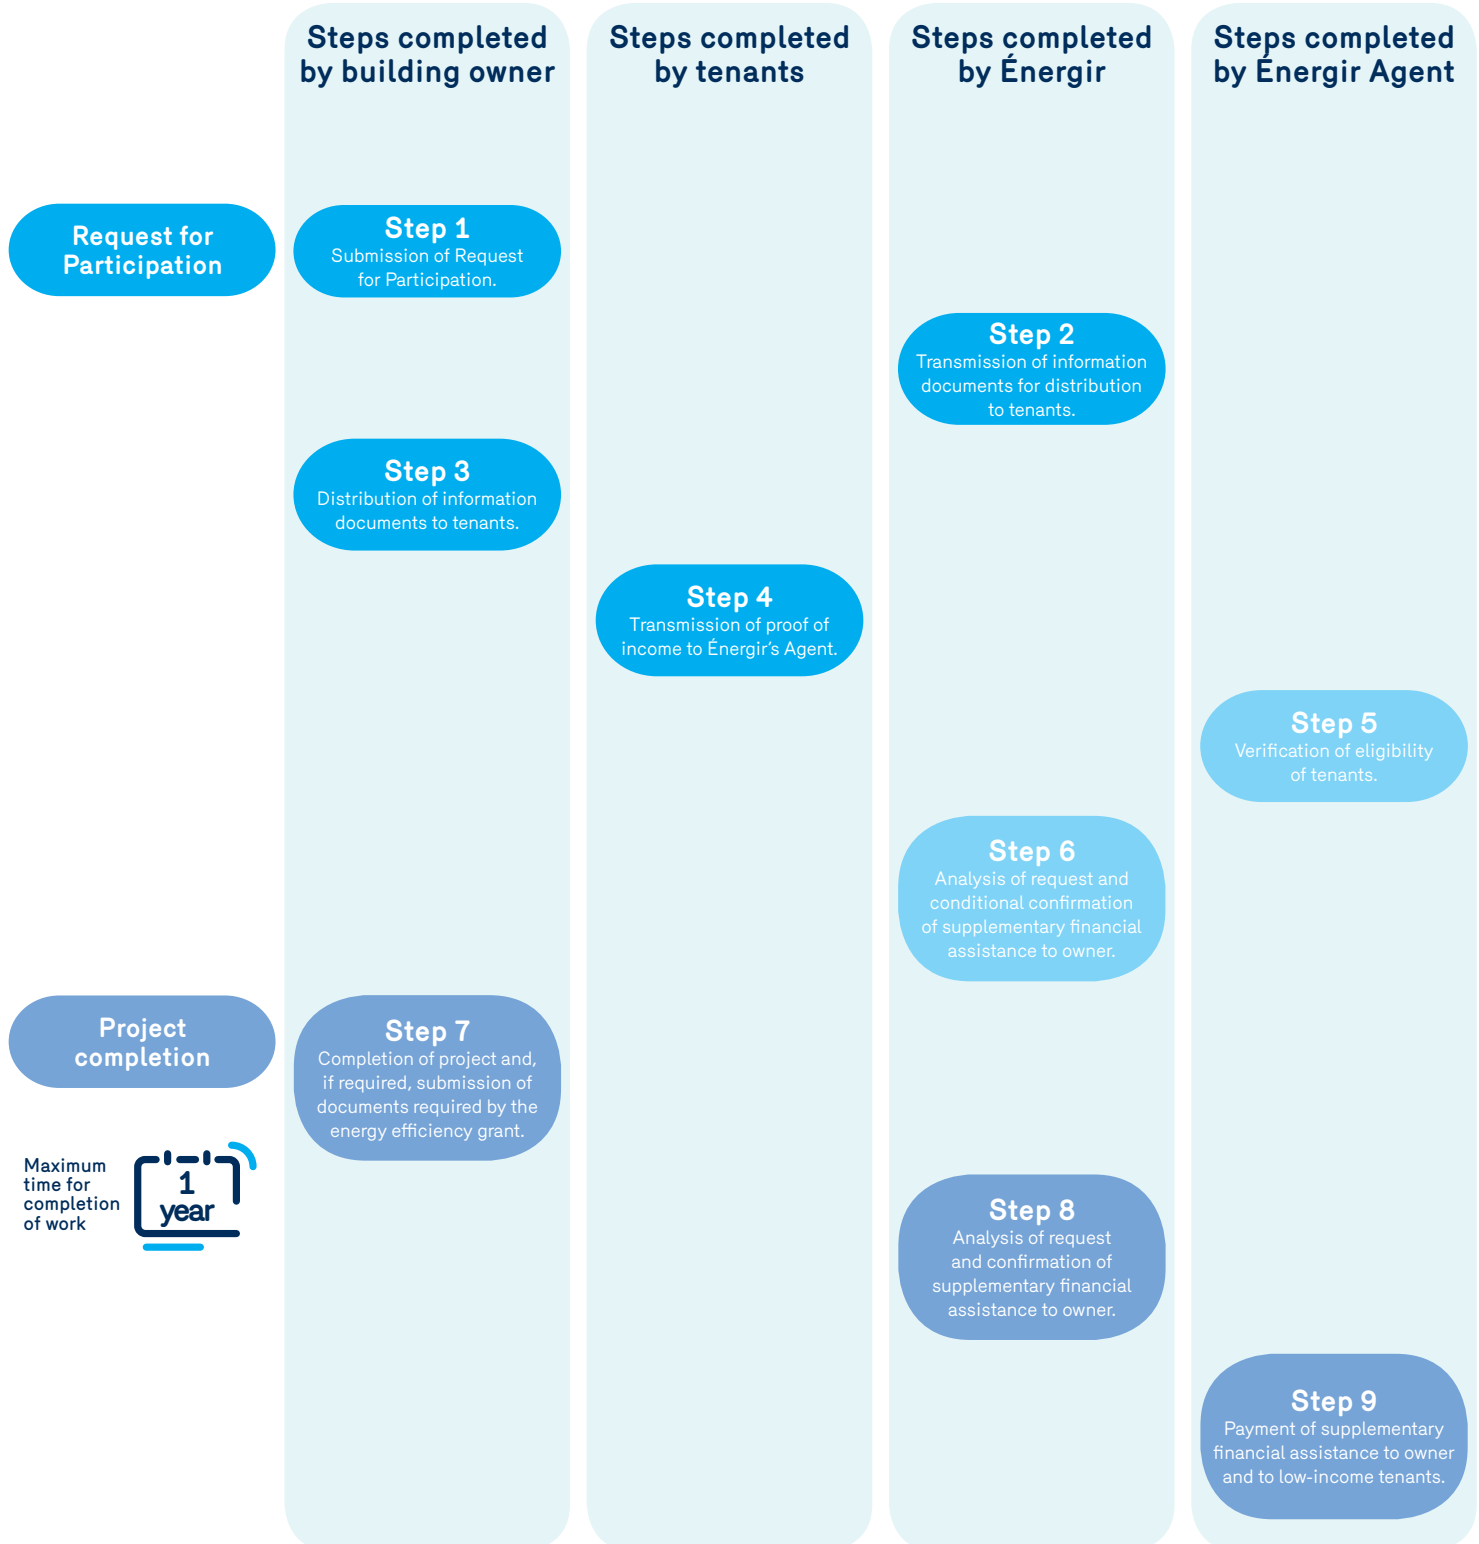 Steps completed
by building owner
Steps completed
by tenants
Steps completed
by Énergir
Steps completed
by Énergir Agent
Request for
Participation
Step 1
Submission of Request
for Participation.
Step 2
Transmission of information
documents for distribution
to tenants.
Step 3
Distribution of information
documents to tenants.
Step 4
Transmission of proof of
income to Énergir’s Agent.
Step 5
Verification of eligibility
of tenants.
Step 6
Analysis of request and
conditional confirmation
of supplementary financial
assistance to owner.
Project
completion
Step 7
Completion of project and,
if required, submission of
documents required by the
energy efficiency grant.
Maximum
time for
completion
of work
1
year
Step 8
Analysis of request
and confirmation of
supplementary financial
assistance to owner.
Step 9
Payment of supplementary
financial assistance to owner
and to low-income tenants.